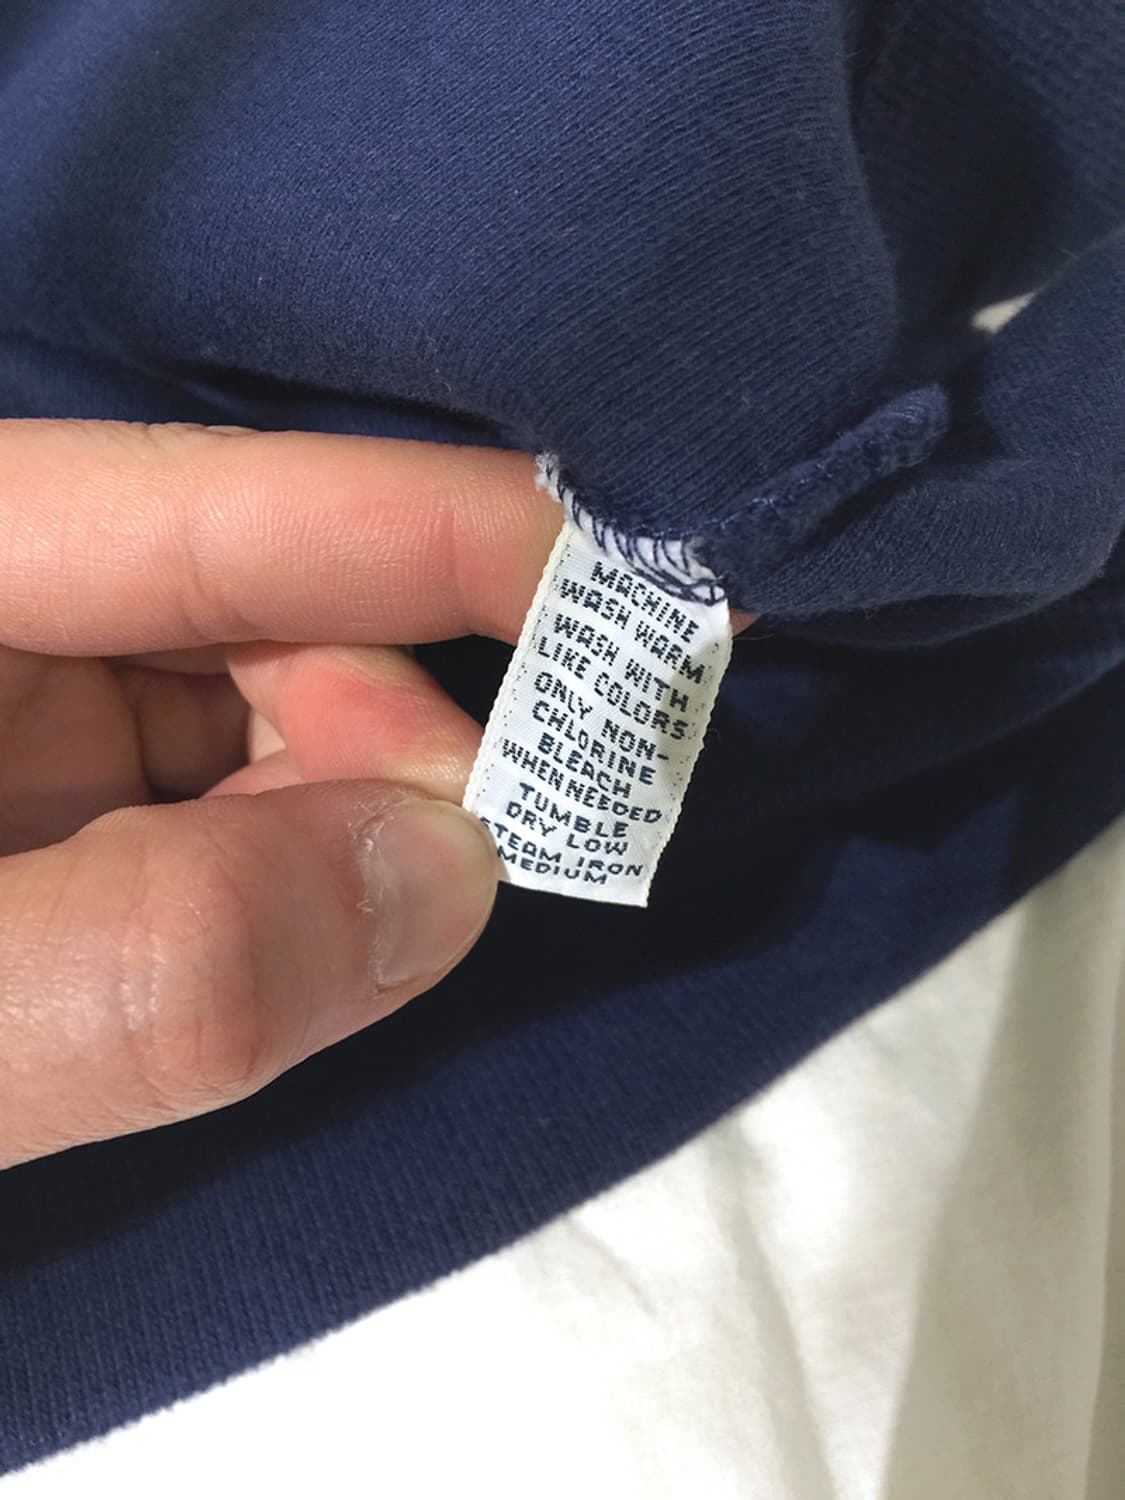 MACHINE
WASH WARM
WASH WITH
LIKE COLORS
ONLY NON-
CHLORINE
BLEACH
WHEN NEEDED
TUMBLE
DRY LOW
STEAM IRON
MEDIUM